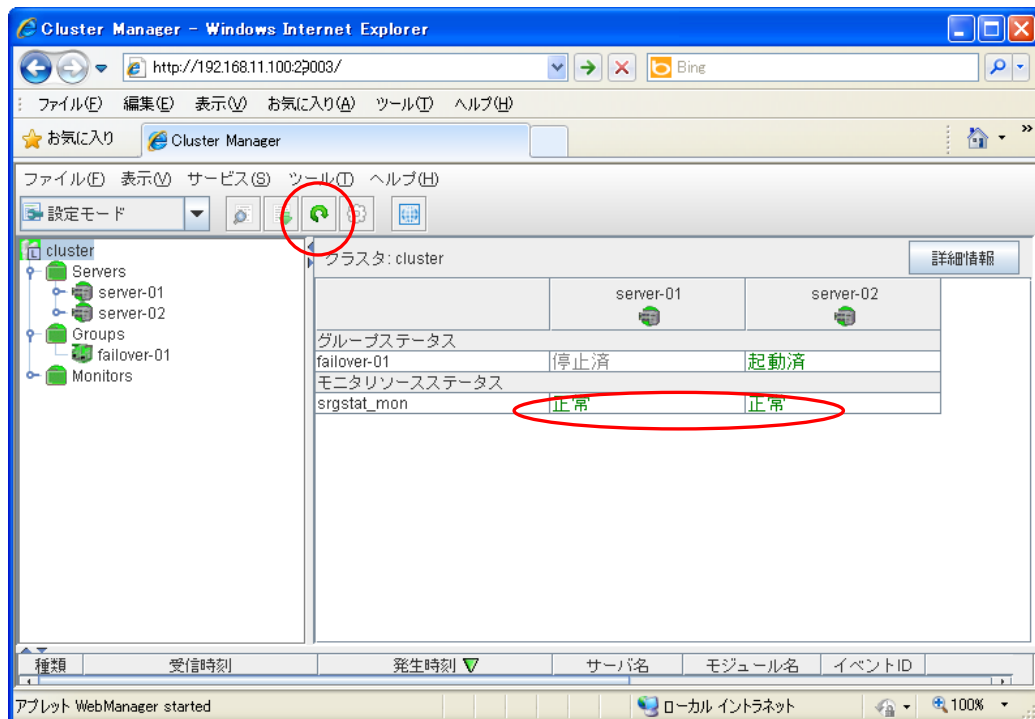 Cluster Manager - Windows Internet Explorer
http://192.168.11.100:29003/
Bing
ファイル(F) 編集(E) 表示(V) お気に入り(A) ツール(T) ヘルプ(H)
お気に入り Cluster Manager
ファイル(F) 表示(V) サービス(S) ツール(T) ヘルプ(H)
設定モード
cluster
Servers
server-01
server-02
Groups
failover-01
Monitors
クラスタ: cluster 詳細情報
server-01 server-02
グループステータス
failover-01 停止済 起動済
モニタリソースステータス
srgstat_mon 正常 正常
種類 受信時刻 発生時刻 サーバ名 モジュール名 イベントID
アプレット WebManager started ローカル イントラネット 100%